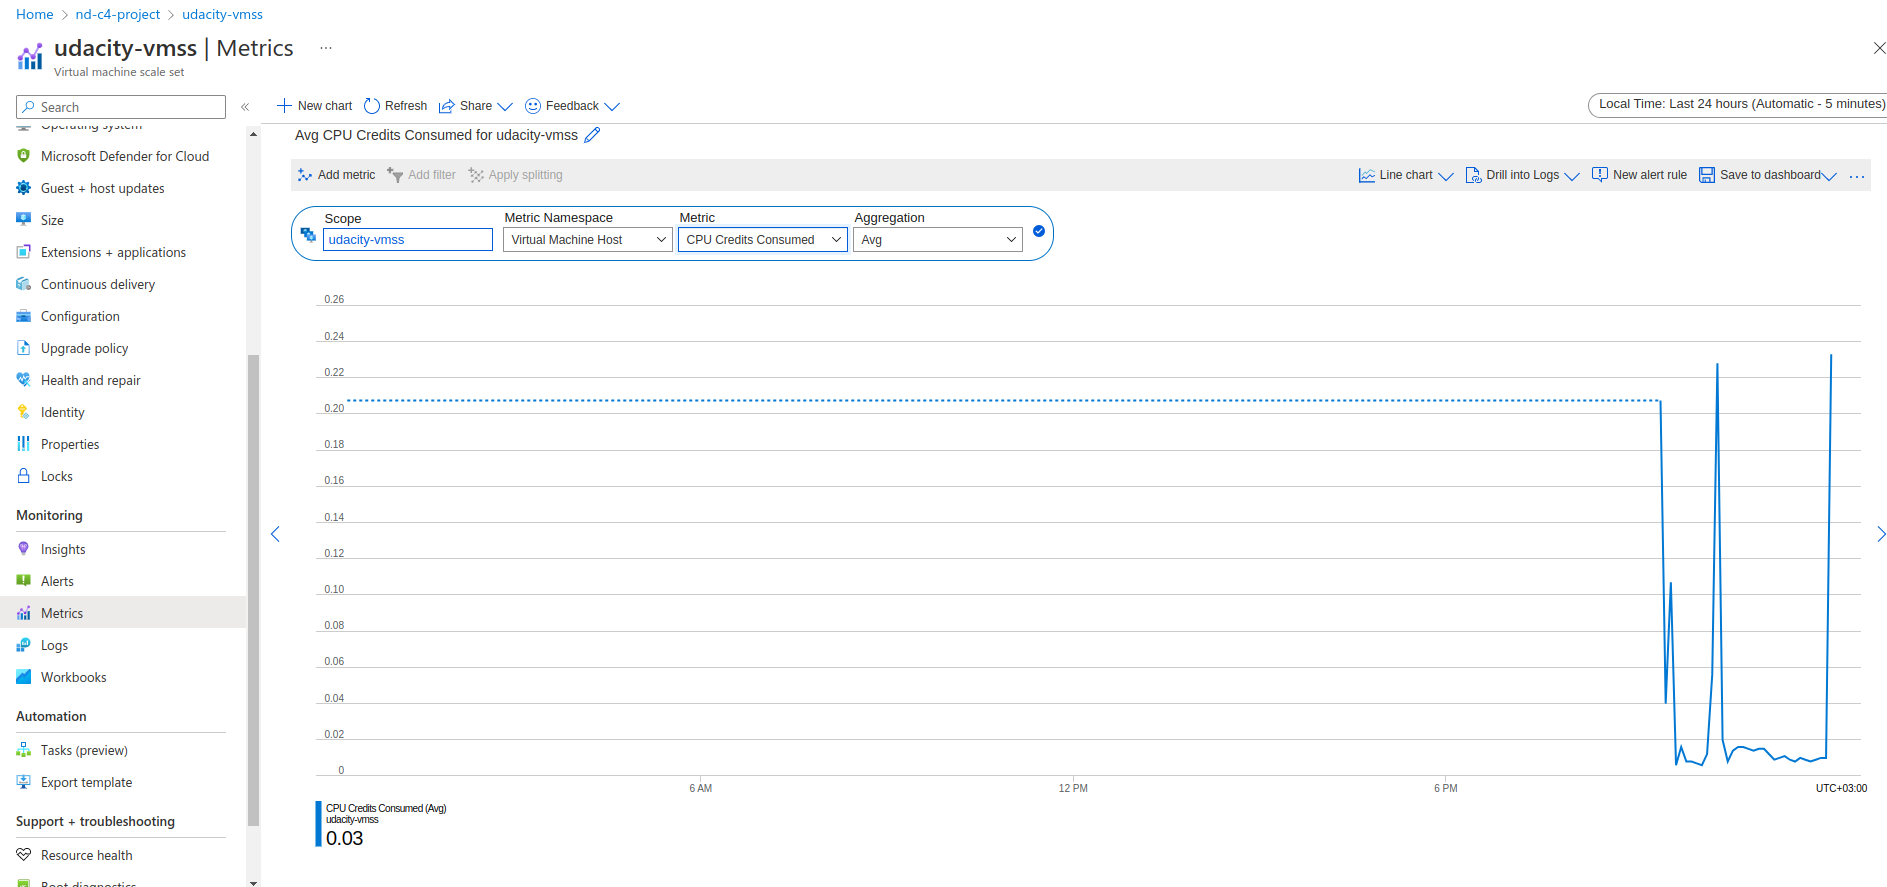 Home > nd-c4-project > udacity-vmss
udacity-vmss | Metrics ...
Virtual machine scale set
Search
«
Operating system
Microsoft Defender for Cloud
Guest + host updates
Size
Extensions + applications
Continuous delivery
Configuration
Upgrade policy
Health and repair
Identity
Properties
Locks
Monitoring
Insights
Alerts
Metrics
Logs
Workbooks
Automation
Tasks (preview)
Export template
Support + troubleshooting
Resource health
Boot diagnostics
New chart Refresh Share Feedback
Local Time: Last 24 hours (Automatic - 5 minutes)
Avg CPU Credits Consumed for udacity-vmss
Add metric Add filter Apply splitting
Line chart Drill into Logs New alert rule Save to dashboard ...
Scope Metric Namespace Metric Aggregation
udacity-vmss Virtual Machine Host CPU Credits Consumed Avg
0.26
0.24
0.22
0.20
0.18
0.16
0.14
0.12
0.10
0.08
0.06
0.04
0.02
0
6 AM 12 PM 6 PM UTC+03:00
CPU Credits Consumed (Avg)
udacity-vmss
0.03